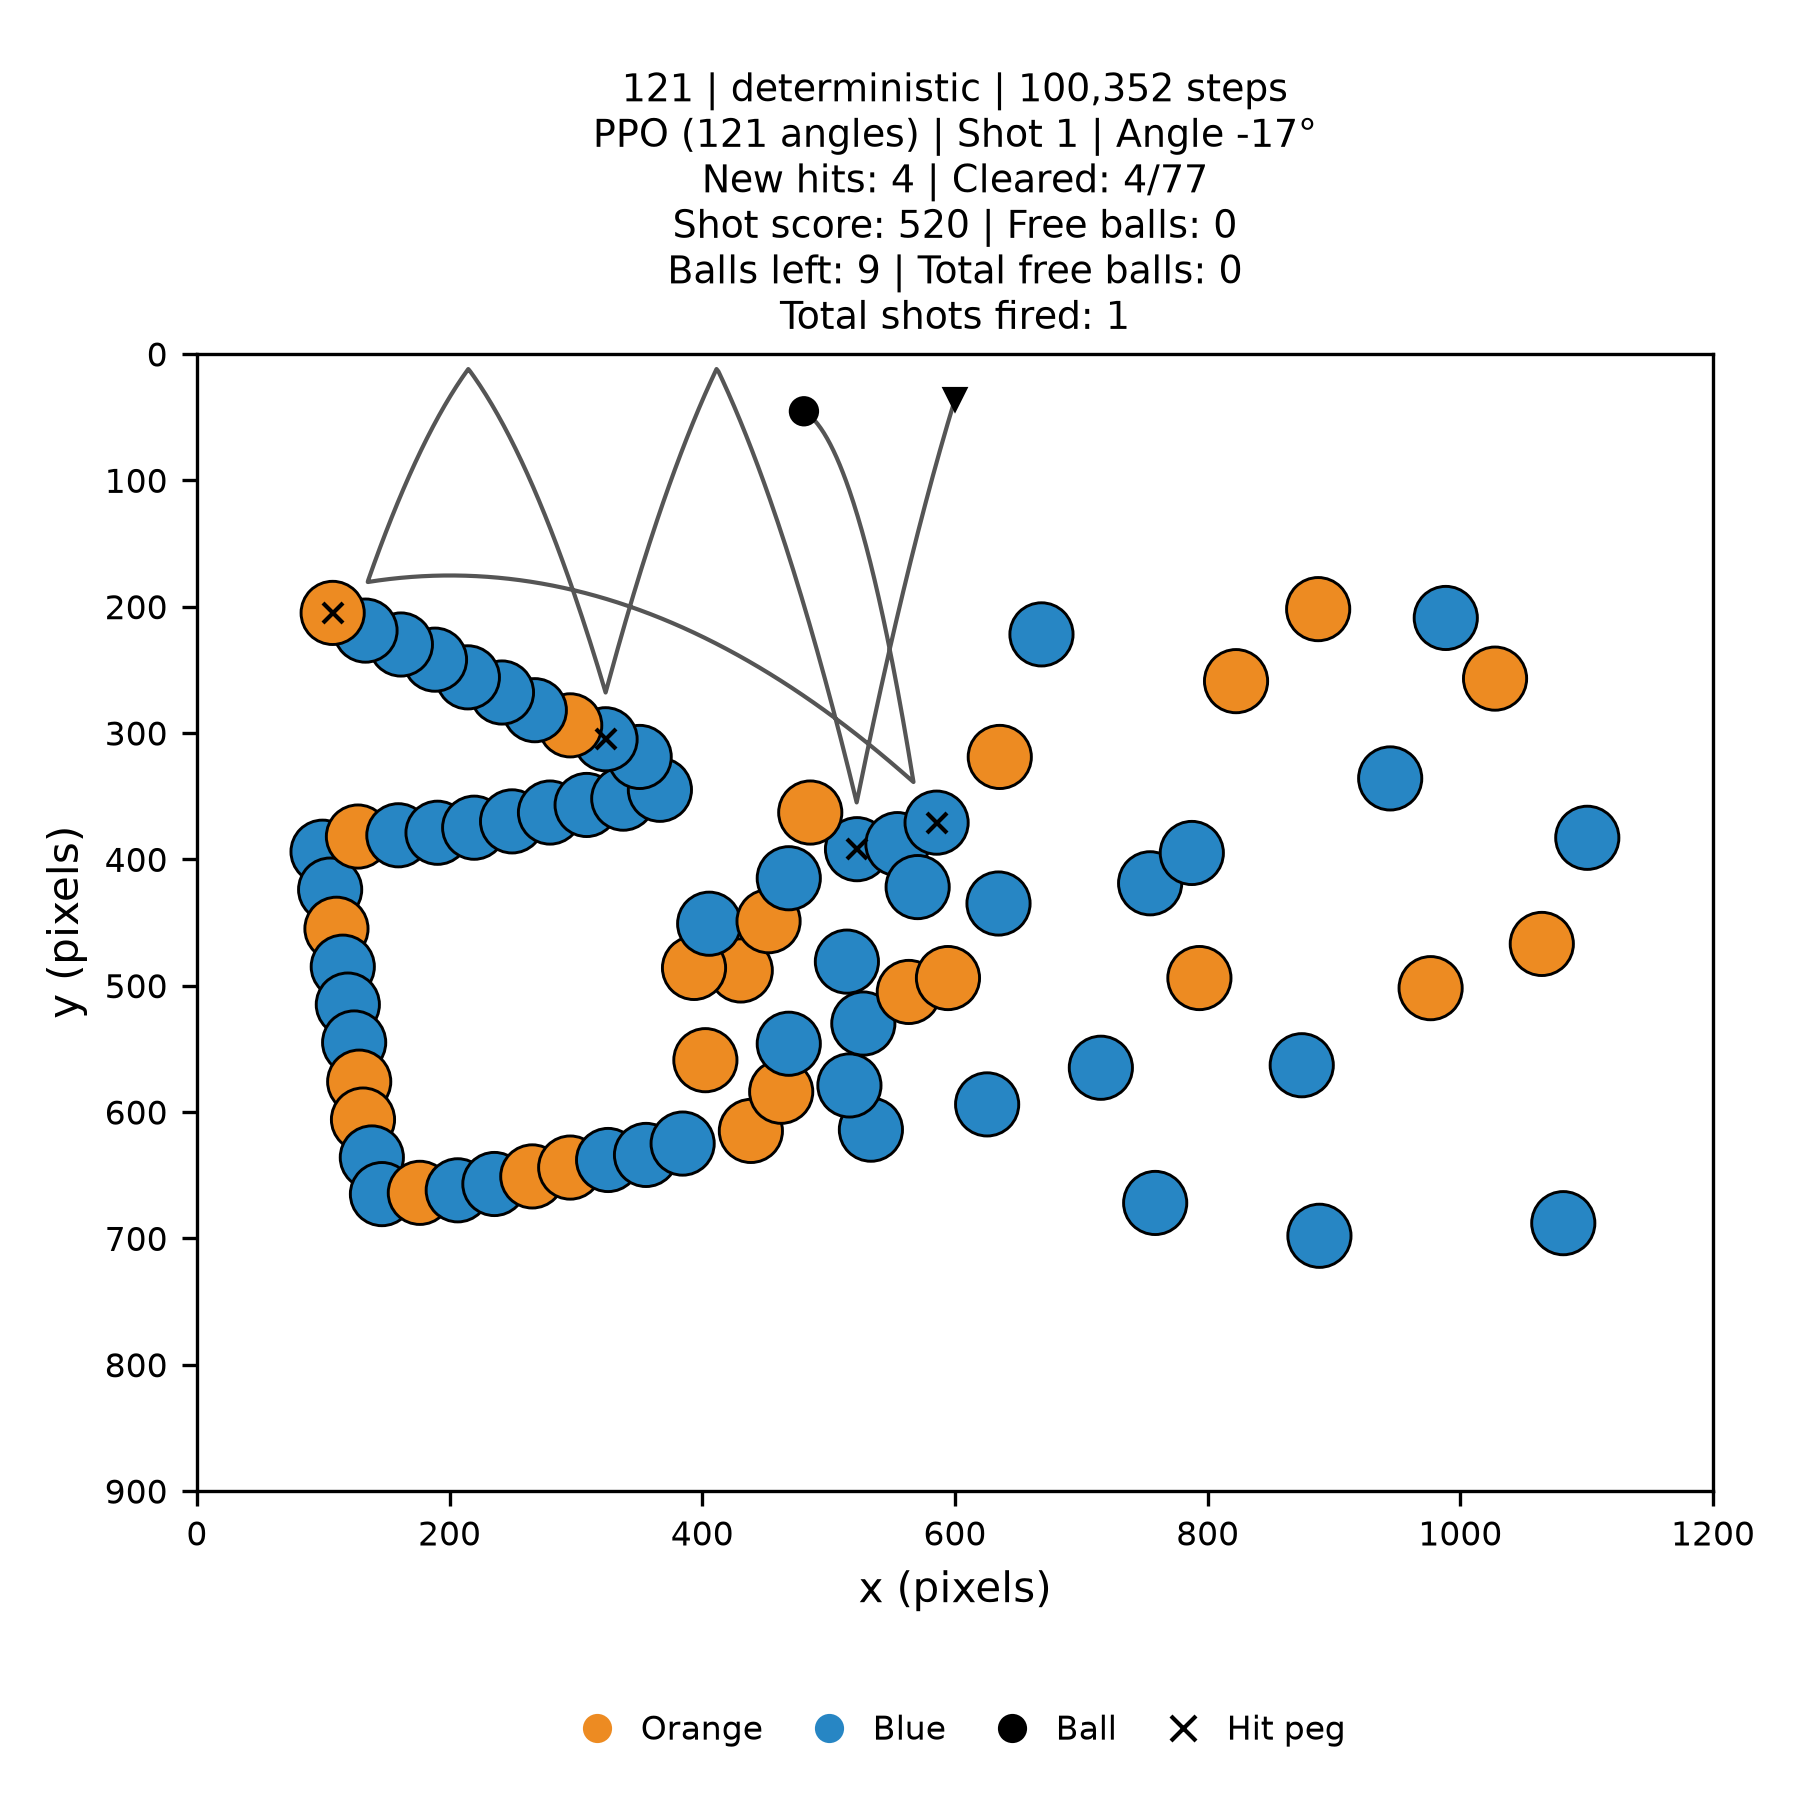 121 | deterministic | 100,352 steps
PPO (121 angles) | Shot 1 | Angle -17°
New hits: 4 | Cleared: 4/77
Shot score: 520 | Free balls: 0
Balls left: 9 | Total free balls: 0
Total shots fired: 1
0
100
200
300
400
500
600
700
800
900
y (pixels)
0 200 400 600 800 1000 1200
x (pixels)
Orange Blue Ball Hit peg